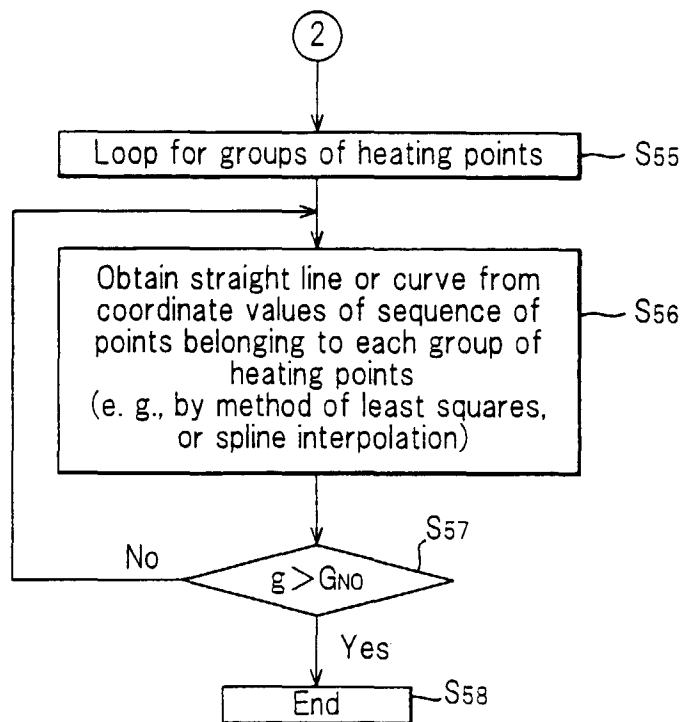 2
Loop for groups of heating points
S55
Obtain straight line or curve from
coordinate values of sequence of
points belonging to each group of
heating points
(e. g., by method of least squares,
or spline interpolation)
S56
S57
No
g>GNO
Yes
End
S58